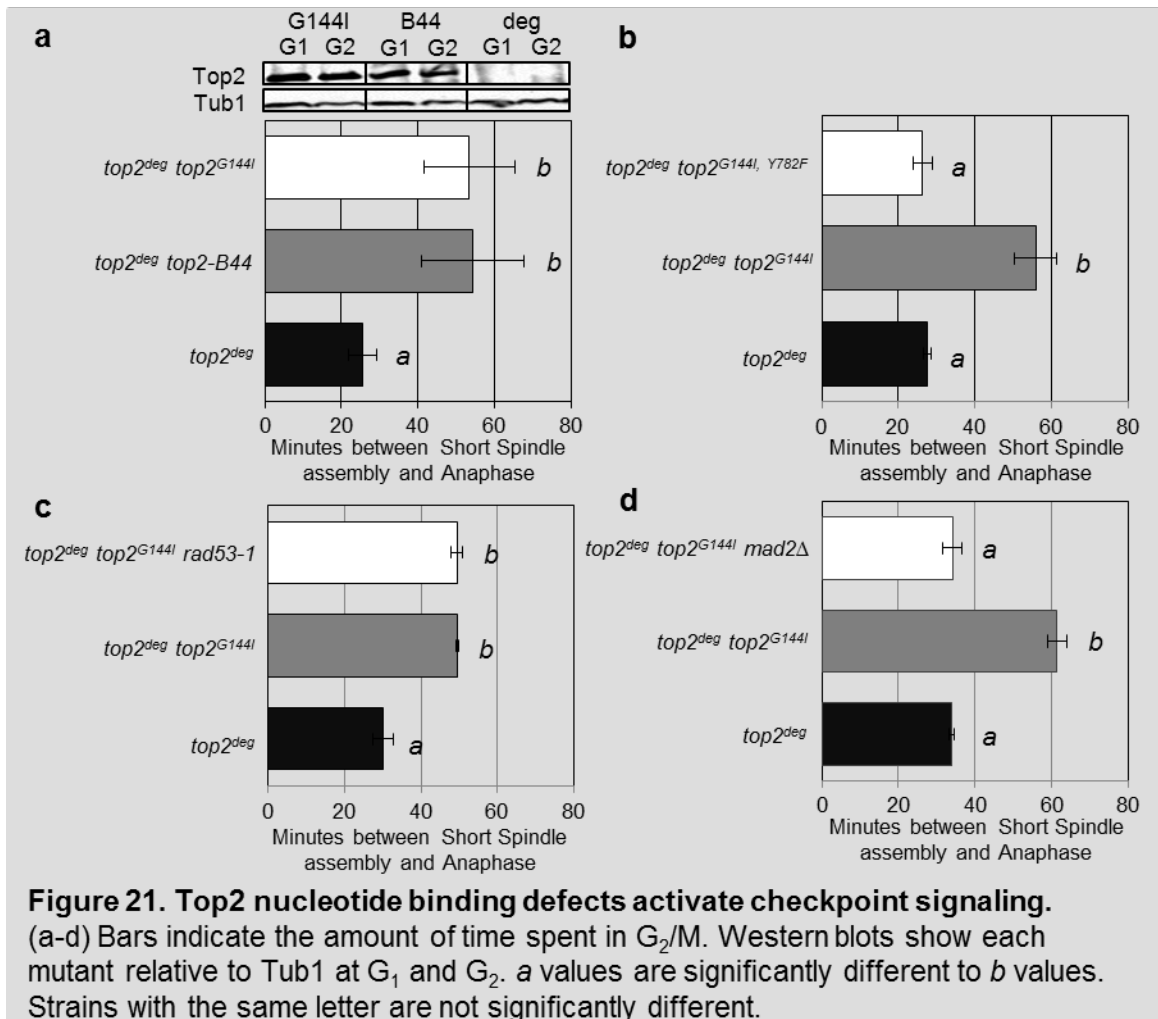 a
G144I B44 deg
G1 G2 G1 G2 G1 G2
Top2
Tub1
top2deg top2G144I
b
top2deg top2-B44
b
top2deg
a
0 20 40 60 80
Minutes between Short Spindle
assembly and Anaphase
b
top2deg top2G144I, Y782F
a
top2deg top2G144I
b
top2deg
a
0 20 40 60 80
Minutes between Short Spindle
assembly and Anaphase
c
top2deg top2G144I rad53-1
b
top2deg top2G144I
b
top2deg
a
0 20 40 60 80
Minutes between Short Spindle
assembly and Anaphase
d
top2deg top2G144I mad2Δ
a
top2deg top2G144I
b
top2deg
a
0 20 40 60 80
Minutes between Short Spindle
assembly and Anaphase
Figure 21. Top2 nucleotide binding defects activate checkpoint signaling.
(a-d) Bars indicate the amount of time spent in G2/M. Western blots show each
mutant relative to Tub1 at G1 and G2. a values are significantly different to b values.
Strains with the same letter are not significantly different.